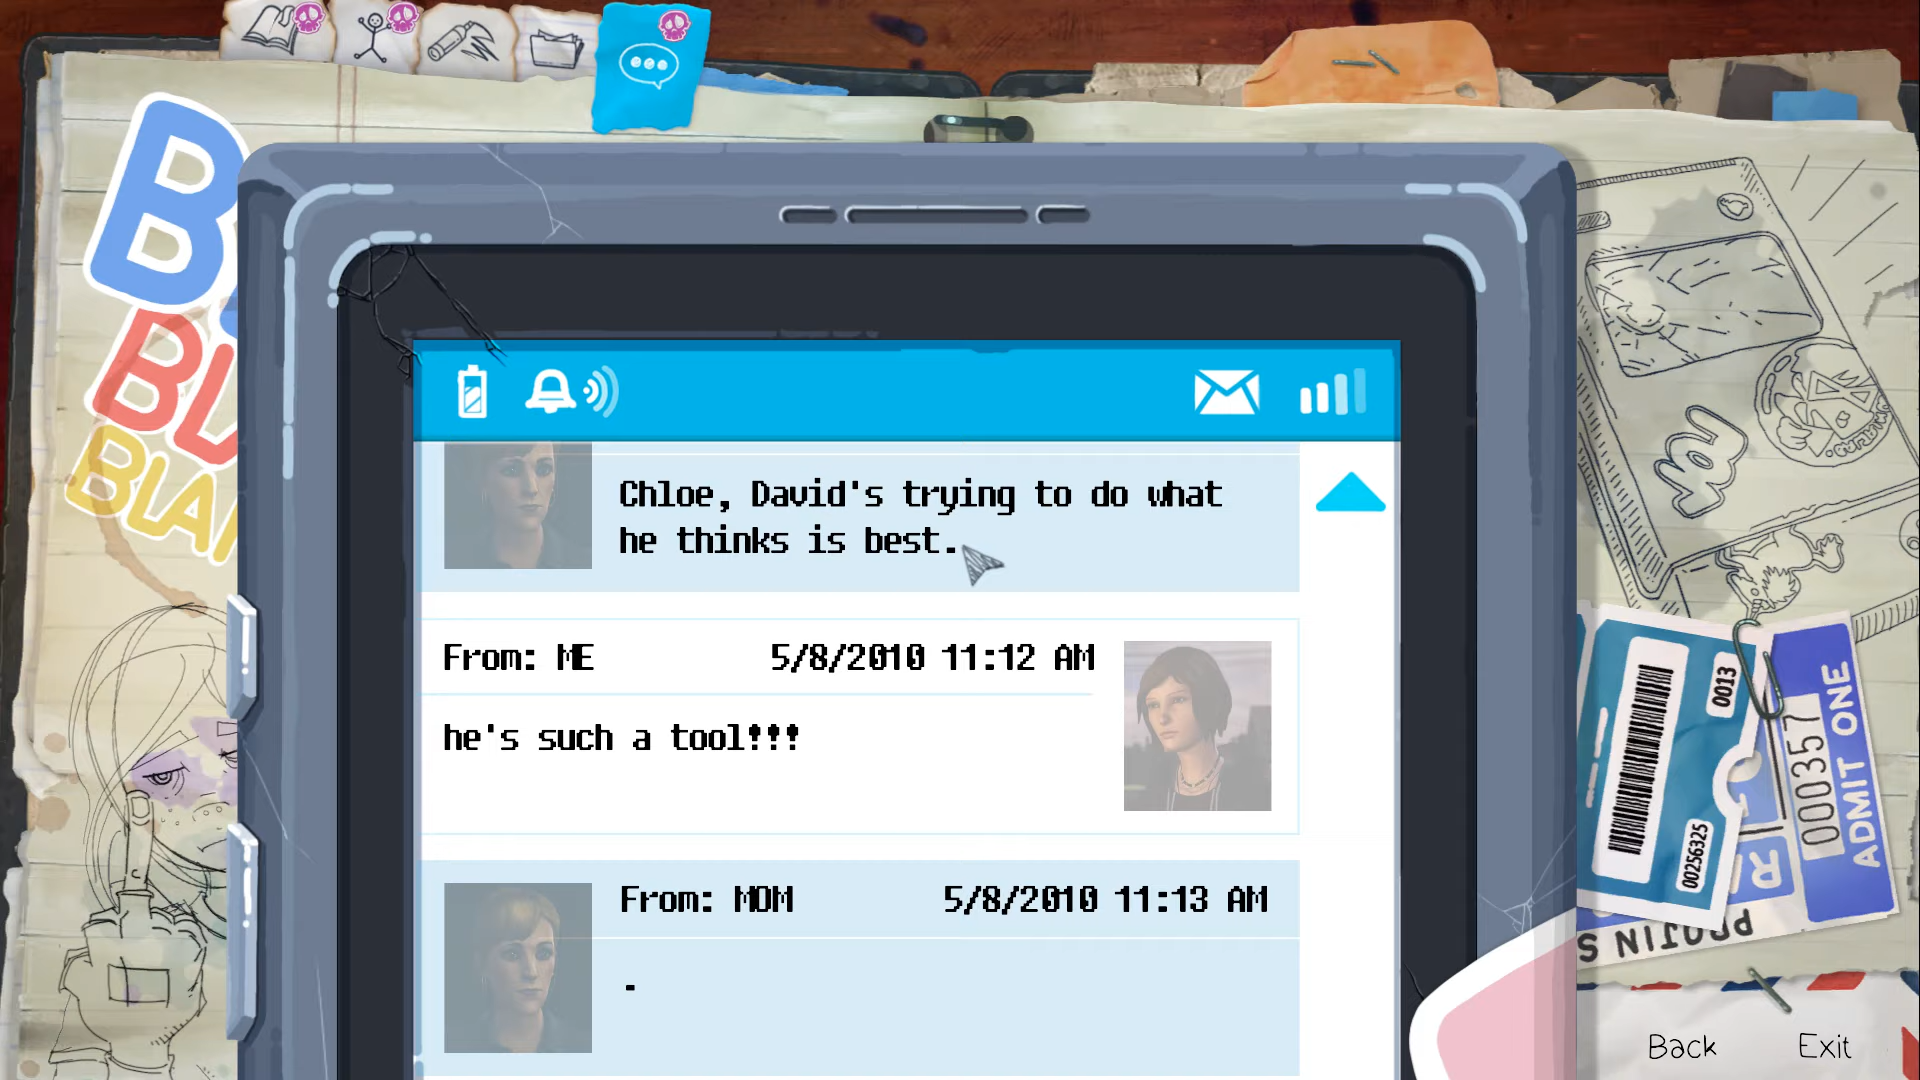 Chloe, David's trying to do what
he thinks is best.
From: ME 5/8/2010 11:12 AM
he's such a tool!!!
From: MOM 5/8/2010 11:13 AM
.
0013
00256325
000357
ADMIT ONE
Back
Exit